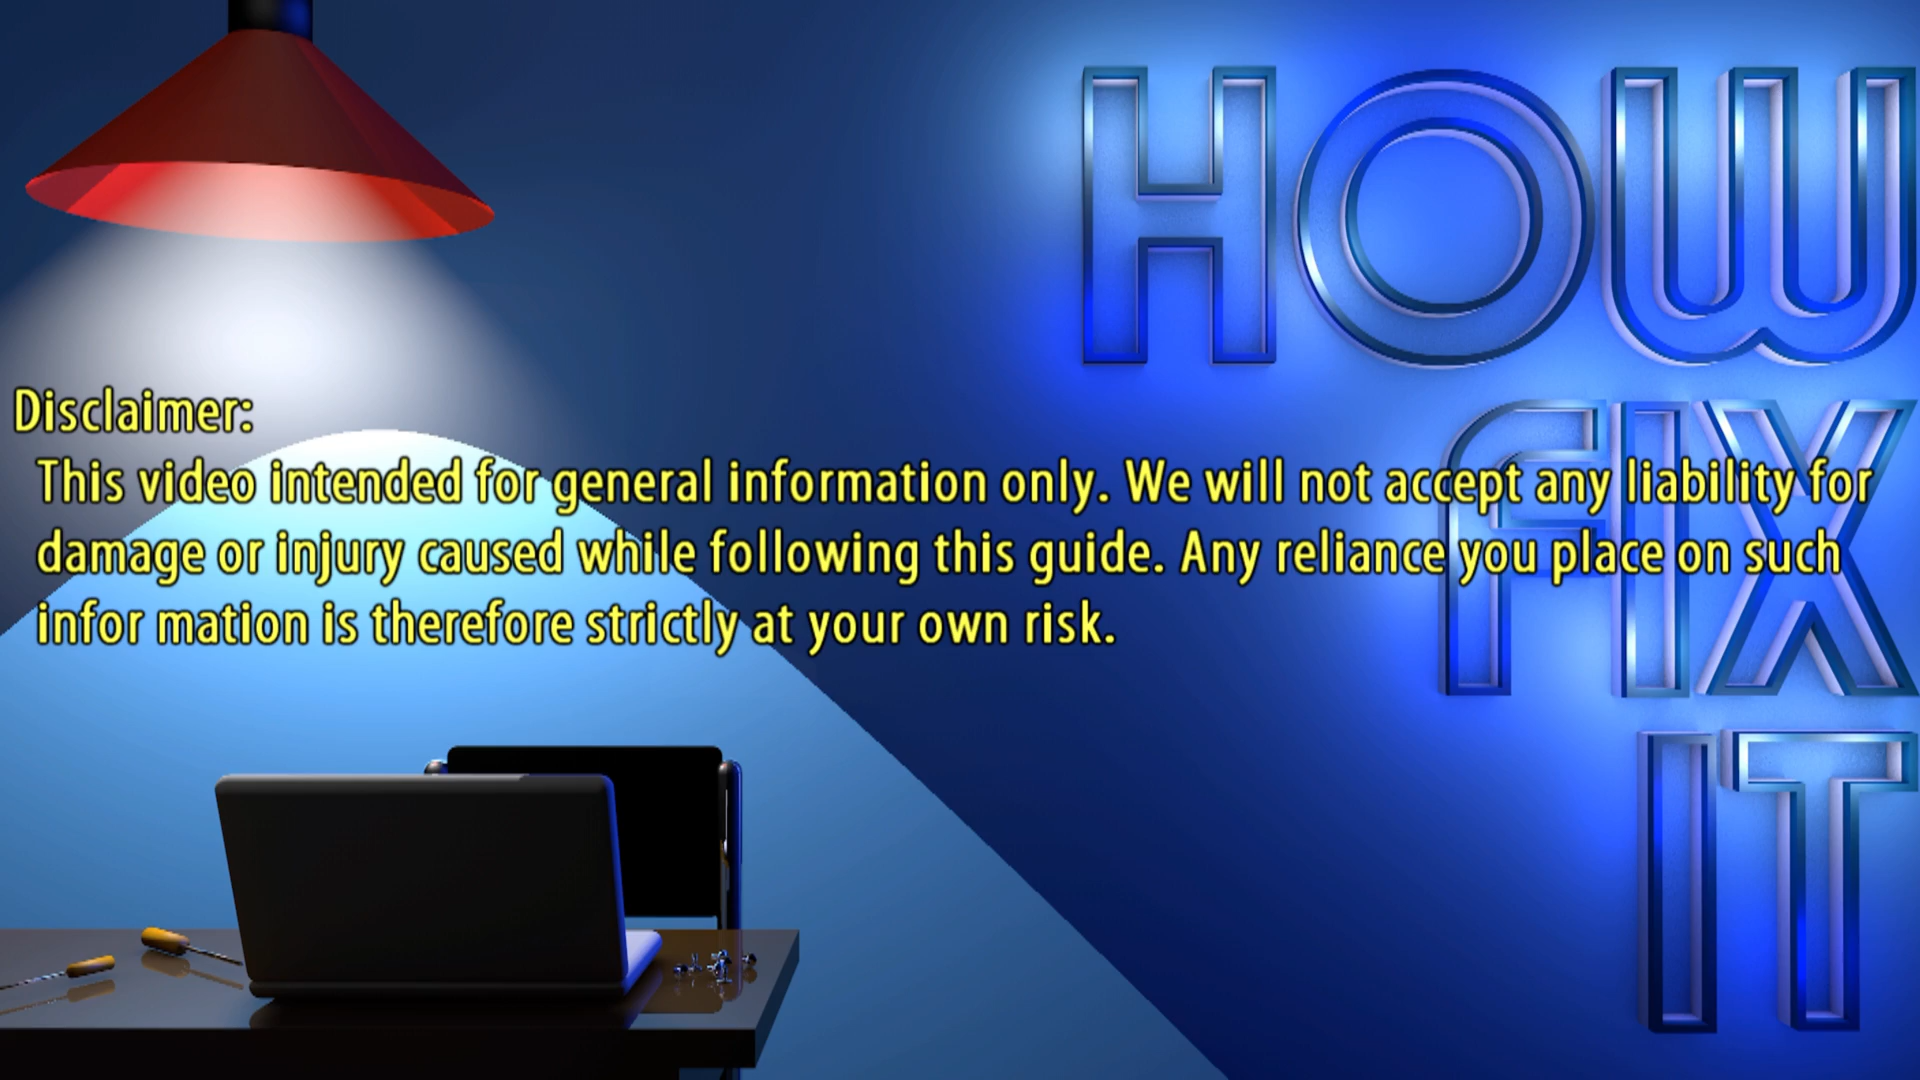 HOW
FIX
IT
Disclaimer:
This video intended for general information only. We will not accept any liability for
damage or injury caused while following this guide. Any reliance you place on such
infor mation is therefore strictly at your own risk.